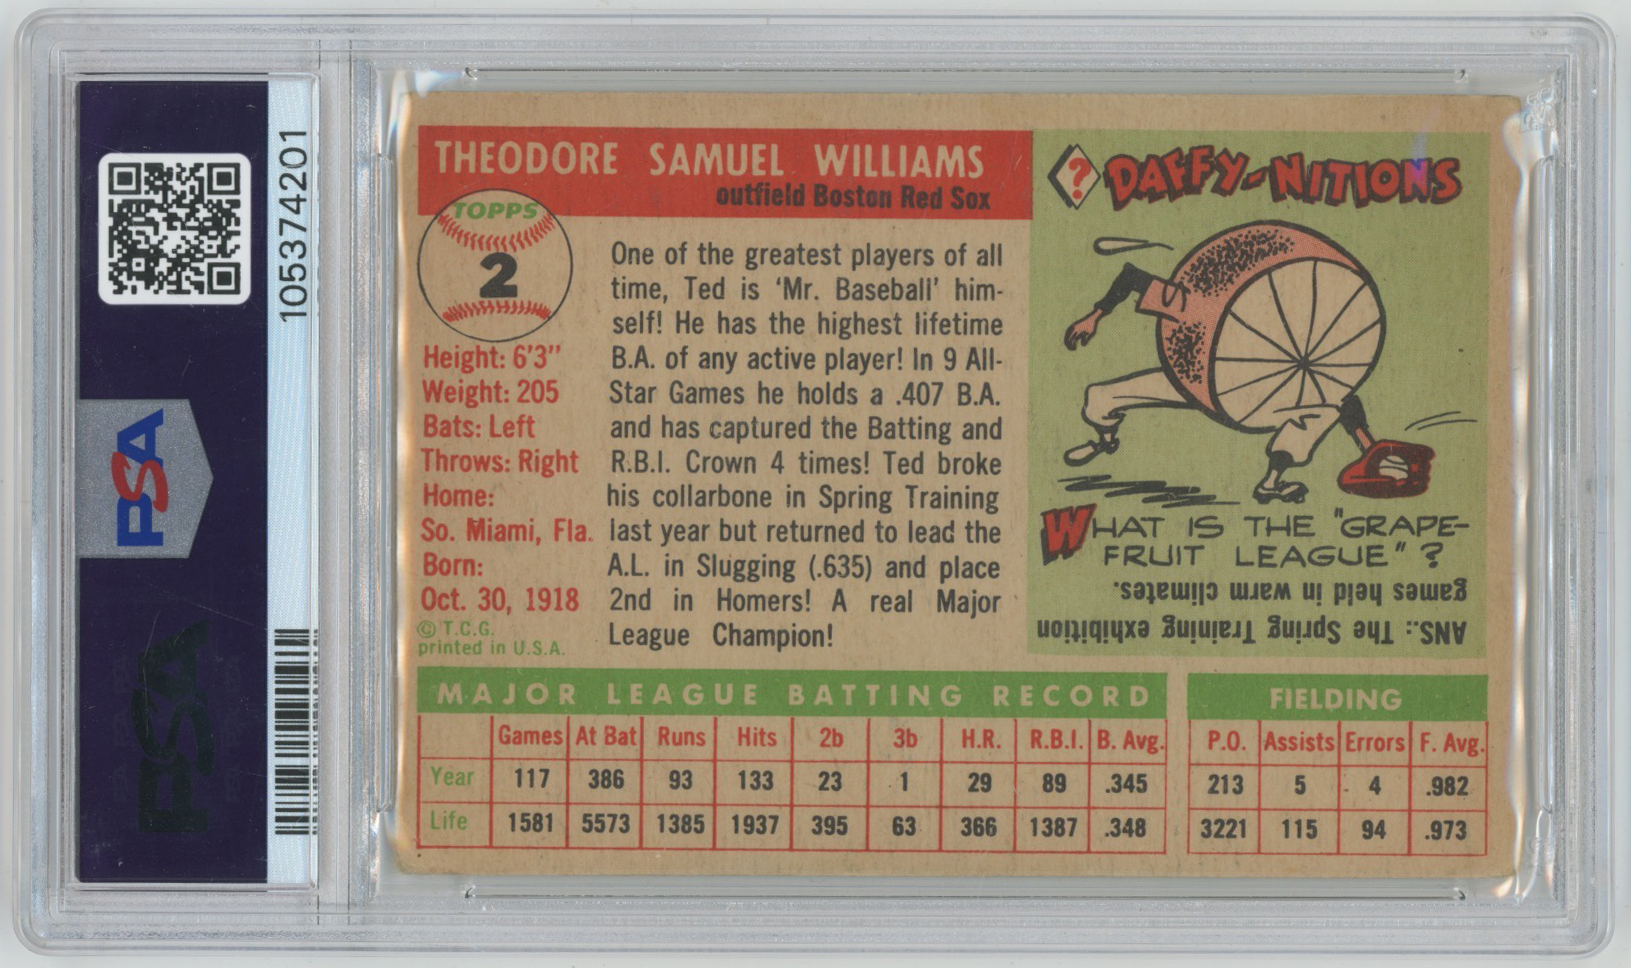 105374201
PSA
PSA
THEODORE SAMUEL WILLIAMS
outfield Boston Red Sox
TOPPS
2
Height: 6'3"
Weight: 205
Bats: Left
Throws: Right
Home:
So. Miami, Fla.
Born:
Oct. 30, 1918
© T.C.G.
printed in U.S.A.
One of the greatest players of all
time, Ted is 'Mr. Baseball' him-
self! He has the highest lifetime
B.A. of any active player! In 9 All-
Star Games he holds a .407 B.A.
and has captured the Batting and
R.B.I. Crown 4 times! Ted broke
his collarbone in Spring Training
last year but returned to lead the
A.L. in Slugging (.635) and place
2nd in Homers! A real Major
League Champion!
? DAFFY-NITIONS
WHAT IS THE "GRAPE-
FRUIT LEAGUE"?
ANS.: The Spring Training exhibition
games held in warm climates.
MAJOR LEAGUE BATTING RECORD
Games At Bat Runs Hits 2b 3b H.R. R.B.I. B. Avg.
Year 117 386 93 133 23 1 29 89 .345
Life 1581 5573 1385 1937 395 63 366 1387 .348
FIELDING
P.O. Assists Errors F. Avg.
213 5 4 .982
3221 115 94 .973